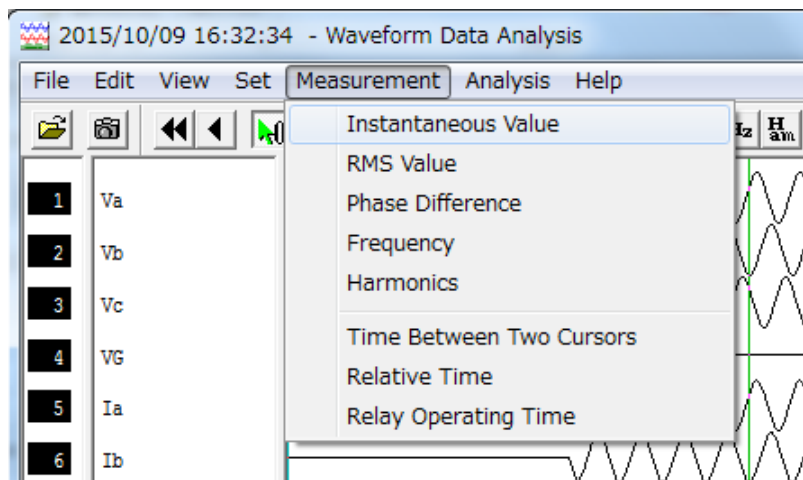 2015/10/09 16:32:34 - Waveform Data Analysis
File Edit View Set Measurement Analysis Help
Instantaneous Value
RMS Value
Phase Difference
Frequency
Harmonics
Time Between Two Cursors
Relative Time
Relay Operating Time
1 Va
2 Vb
3 Vc
4 VG
5 Ia
6 Ib
Ham